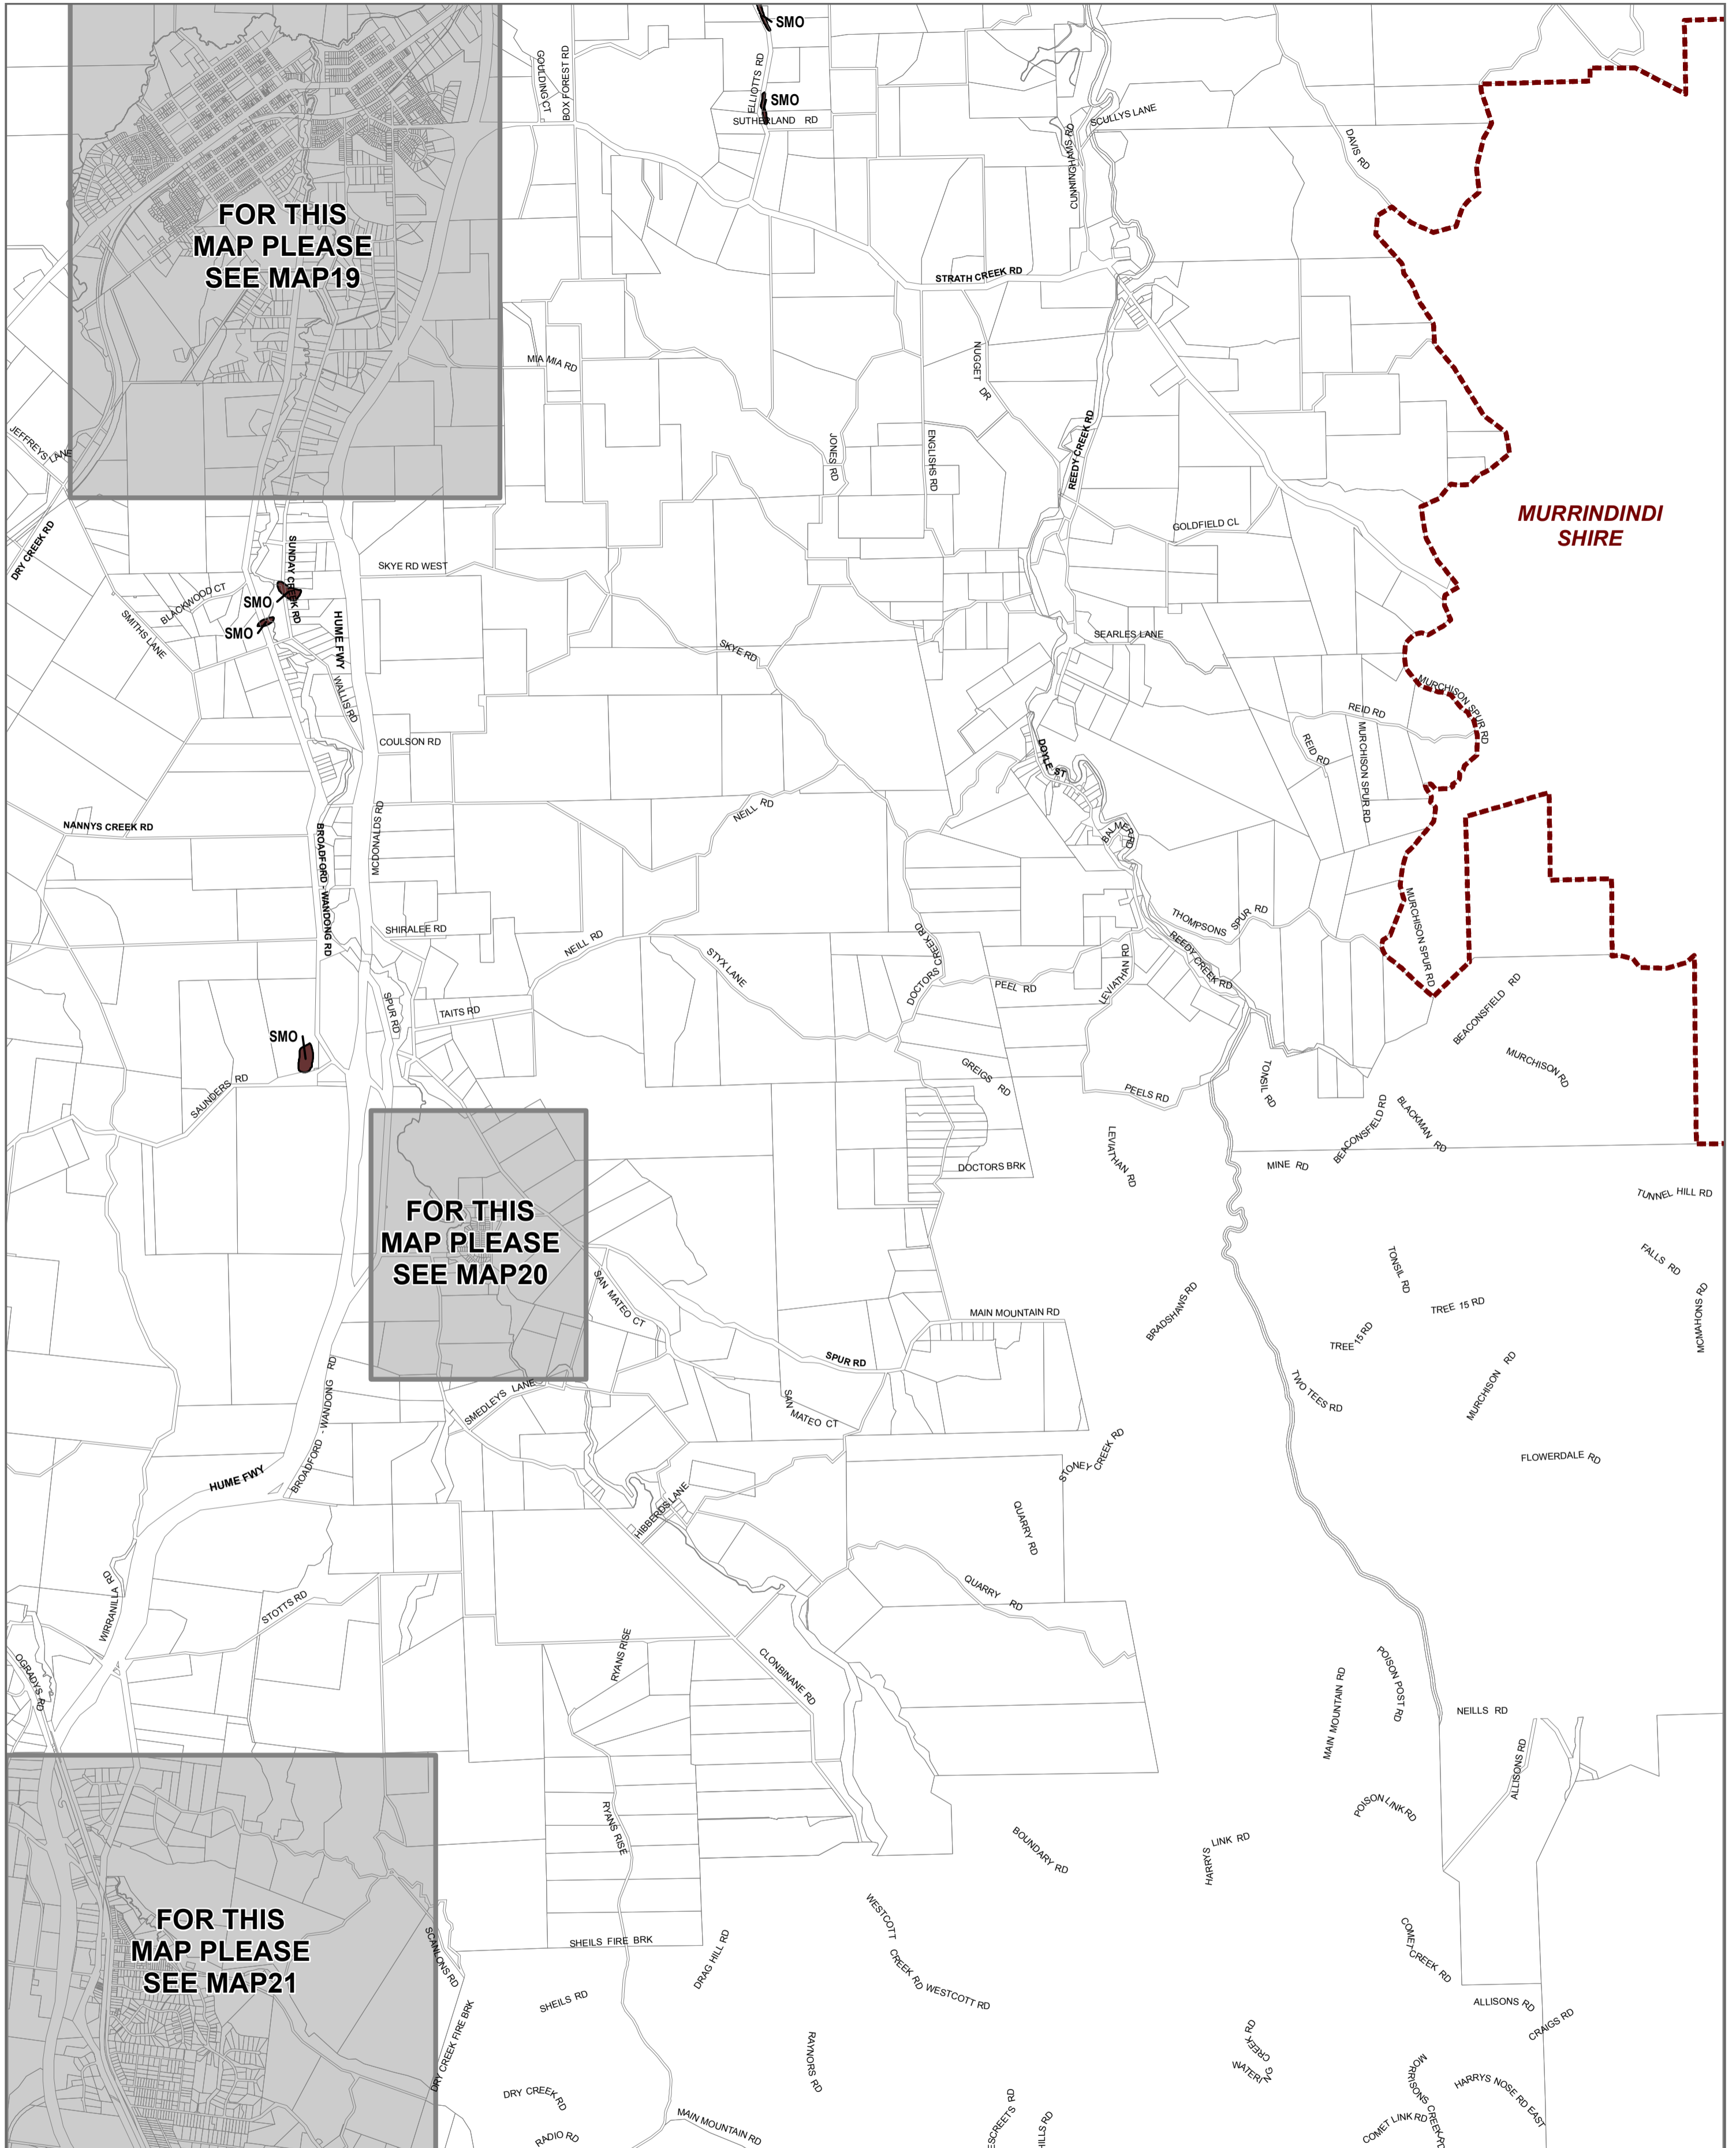 SMO
GOULDING CT
BOX FOREST RD
ELLIOTTS RD
SMO
SUTHERLAND RD
SCULLYS LANE
CUNNINGHAMS RD
DAVIS RD
FOR THIS
MAP PLEASE
SEE MAP19
STRATH CREEK RD
MIA MIA RD
NUGGET DR
JEFFREYS LANE
JONES RD
ENGLISHS RD
REEDY CREEK RD
GOLDFIELD CL
MURRINDINDI
SHIRE
DRY CREEK RD
SUNDAY CREEK RD
SKYE RD WEST
BLACKWOOD CT
SMO
SMO
SMITHS LANE
HUME FWY
SEARLES LANE
SKYE RD
WALLIS RD
MURCHISON SPUR RD
REID RD
REID RD
MURCHISON SPUR RD
COULSON RD
DOYLE ST
NEILL RD
NANNYS CREEK RD
BROADFORD - WANDONG RD
MCDONALDS RD
BALMER RD
MURCHISON SPUR RD
THOMPSONS SPUR RD
SHIRALEE RD
NEILL RD
STYX LANE
DOCTORS CREEK RD
PEEL RD
LEVIATHAN RD
REEDY CREEK RD
SPUR RD
TAITS RD
BEACONSFIELD RD
MURCHISON RD
SMO
SAUNDERS RD
GREIGS RD
PEELS RD
TONSIL RD
BEACONSFIELD RD
BLACKMAN RD
LEVIATHAN RD
DOCTORS BRK
MINE RD
TUNNEL HILL RD
FOR THIS
MAP PLEASE
SEE MAP20
SAN MATEO CT
TONSIL RD
FALLS RD
MCMAHONS RD
MAIN MOUNTAIN RD
BRADSHAWS RD
TREE 15 RD
TREE 15 RD
SPUR RD
BROADFORD - WANDONG RD
SMEDLEYS LANE
SAN MATEO CT
TWO TEES RD
MURCHISON RD
STONEY CREEK RD
FLOWERDALE RD
HUME FWY
HIBBERDS LANE
QUARRY RD
QUARRY RD
WIRRANILLA RD
STOTTS RD
RYANS RISE
CLONBINANE RD
OGRADYS RD
MAIN MOUNTAIN RD
POISON POST RD
NEILLS RD
ALLISONS RD
POISON LINK RD
RYANS RISE
BOUNDARY RD
HARRYS LINK RD
FOR THIS
MAP PLEASE
SEE MAP21
SCANLONS RD
SHEILS FIRE BRK
DRAG HILL RD
WESTCOTT CREEK RD
WESTCOTT RD
COMET CREEK RD
SHEILS RD
ALLISONS RD
CRAIGS RD
DRY CREEK FIRE BRK
RAYNORS RD
WATERING CREEK RD
MORRISONS CREEK RD
HARRYS NOSE RD EAST
DRY CREEK RD
COMET LINK RD
MAIN MOUNTAIN RD
RADIO RD
ESCREETS RD
HILLS RD